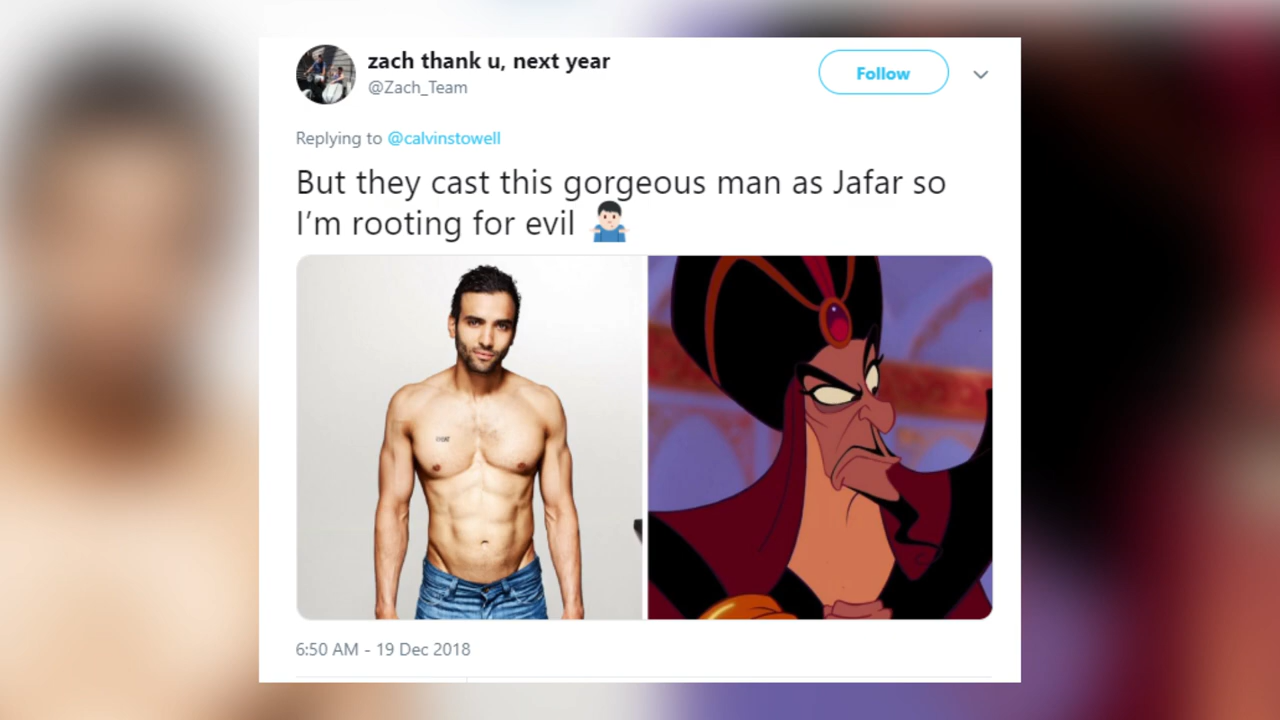 zach thank u, next year
@Zach_Team
Follow
Replying to @calvinstowell
But they cast this gorgeous man as Jafar so
I’m rooting for evil 🤷🏻‍♂️
6:50 AM - 19 Dec 2018